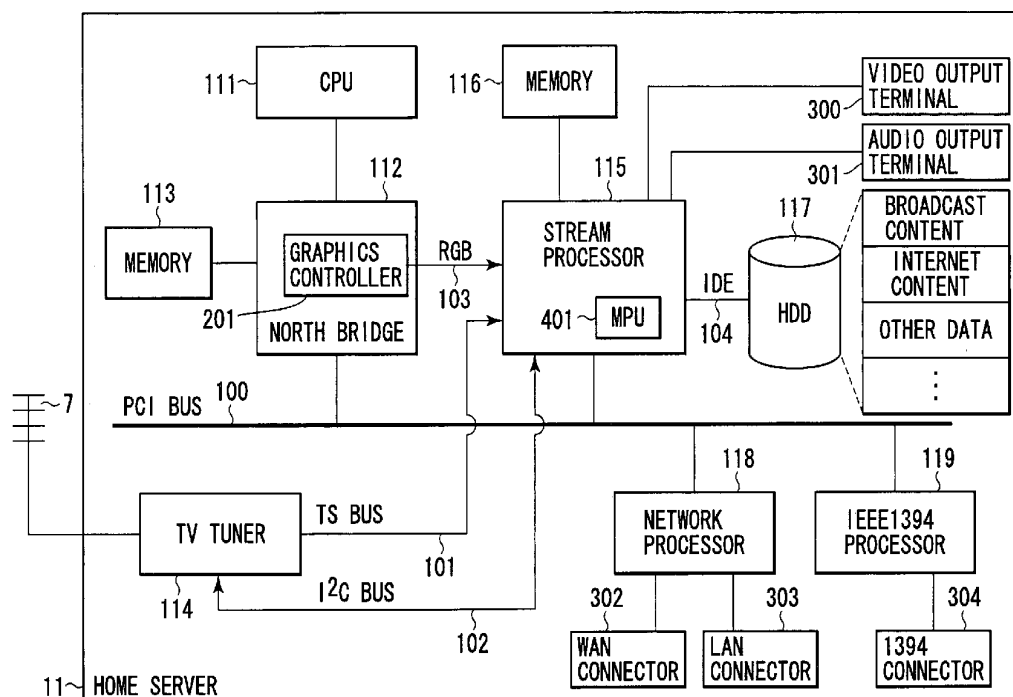 111
CPU
116
MEMORY
VIDEO OUTPUT
TERMINAL
300
AUDIO OUTPUT
TERMINAL
301
113
MEMORY
112
GRAPHICS
CONTROLLER
201
NORTH BRIDGE
RGB
103
115
STREAM
PROCESSOR
401
MPU
IDE
104
117
HDD
BROADCAST
CONTENT
INTERNET
CONTENT
OTHER DATA
⋮
7
PCI BUS
100
TV TUNER
114
TS BUS
101
I²C BUS
102
118
NETWORK
PROCESSOR
119
IEEE1394
PROCESSOR
302
WAN
CONNECTOR
303
LAN
CONNECTOR
304
1394
CONNECTOR
11
HOME SERVER